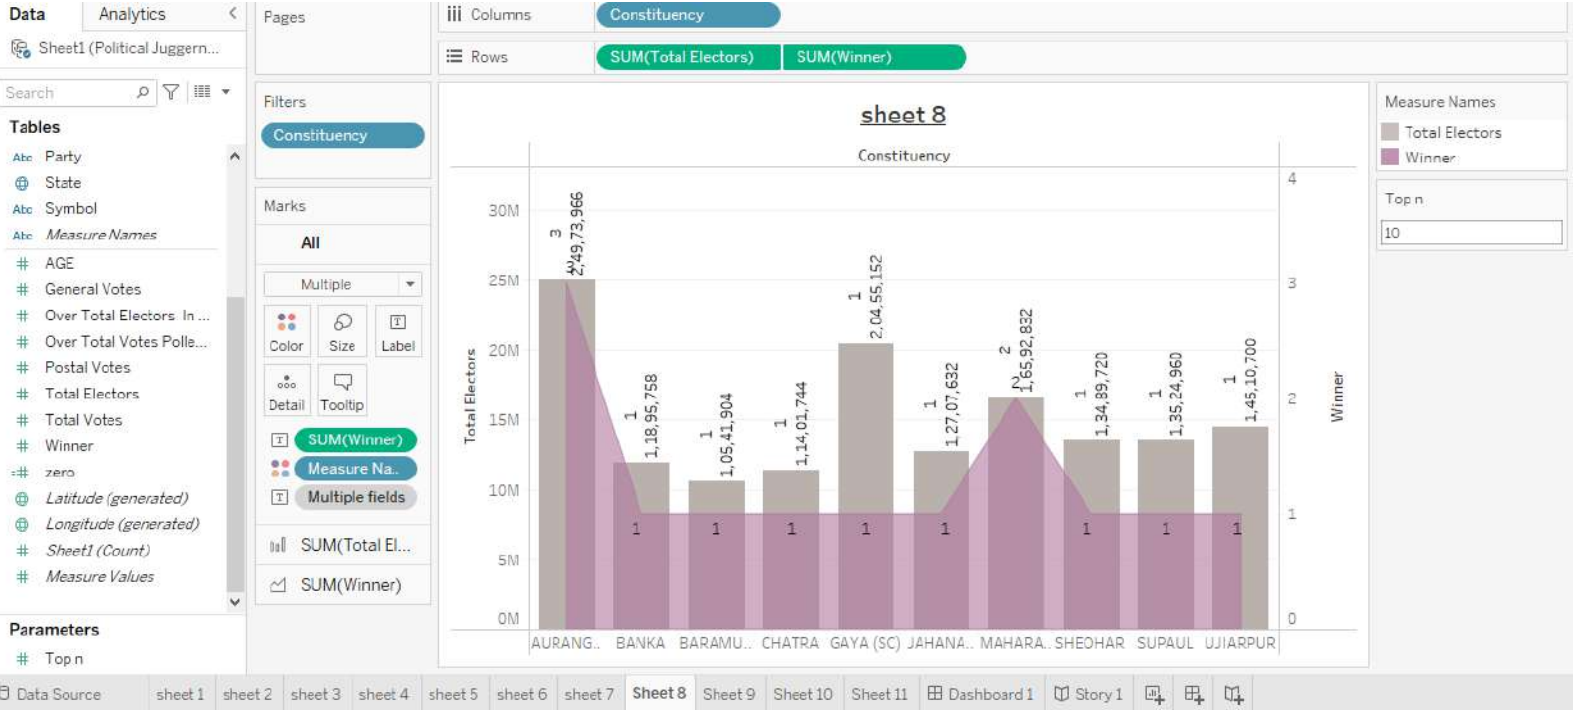 Data
Analytics
Sheet1 (Political Juggern...
Search
Tables
Abc Party
State
Abc Symbol
Abc Measure Names
# AGE
# General Votes
# Over Total Electors In ...
# Over Total Votes Polle...
# Postal Votes
# Total Electors
# Total Votes
# Winner
=# zero
Latitude (generated)
Longitude (generated)
# Sheet1 (Count)
# Measure Values
Parameters
# Top n
Pages
Filters
Constituency
Marks
All
Multiple
Color
Size
Label
Detail
Tooltip
SUM(Winner)
Measure Na..
Multiple fields
SUM(Total El...
SUM(Winner)
Columns
Constituency
Rows
SUM(Total Electors)
SUM(Winner)
sheet 8
Constituency
Total Electors
30M
25M
20M
15M
10M
5M
0M
3
2,49,73,966
3
1
1,18,95,758
1
1
1,05,41,904
1
1
1,14,01,744
1
1
2,04,55,152
1
1
1,27,07,632
1
2
1,65,92,832
2
1
1,34,89,720
1
1
1,35,24,960
1
1
1,45,10,700
1
AURANG..
BANKA
BARAMU..
CHATRA
GAYA (SC)
JAHANA..
MAHARA..
SHEOHAR
SUPAUL
UJIARPUR
4
3
2
1
0
Winner
Measure Names
Total Electors
Winner
Top n
10
Data Source
sheet 1
sheet 2
sheet 3
sheet 4
sheet 5
sheet 6
sheet 7
Sheet 8
Sheet 9
Sheet 10
Sheet 11
Dashboard 1
Story 1